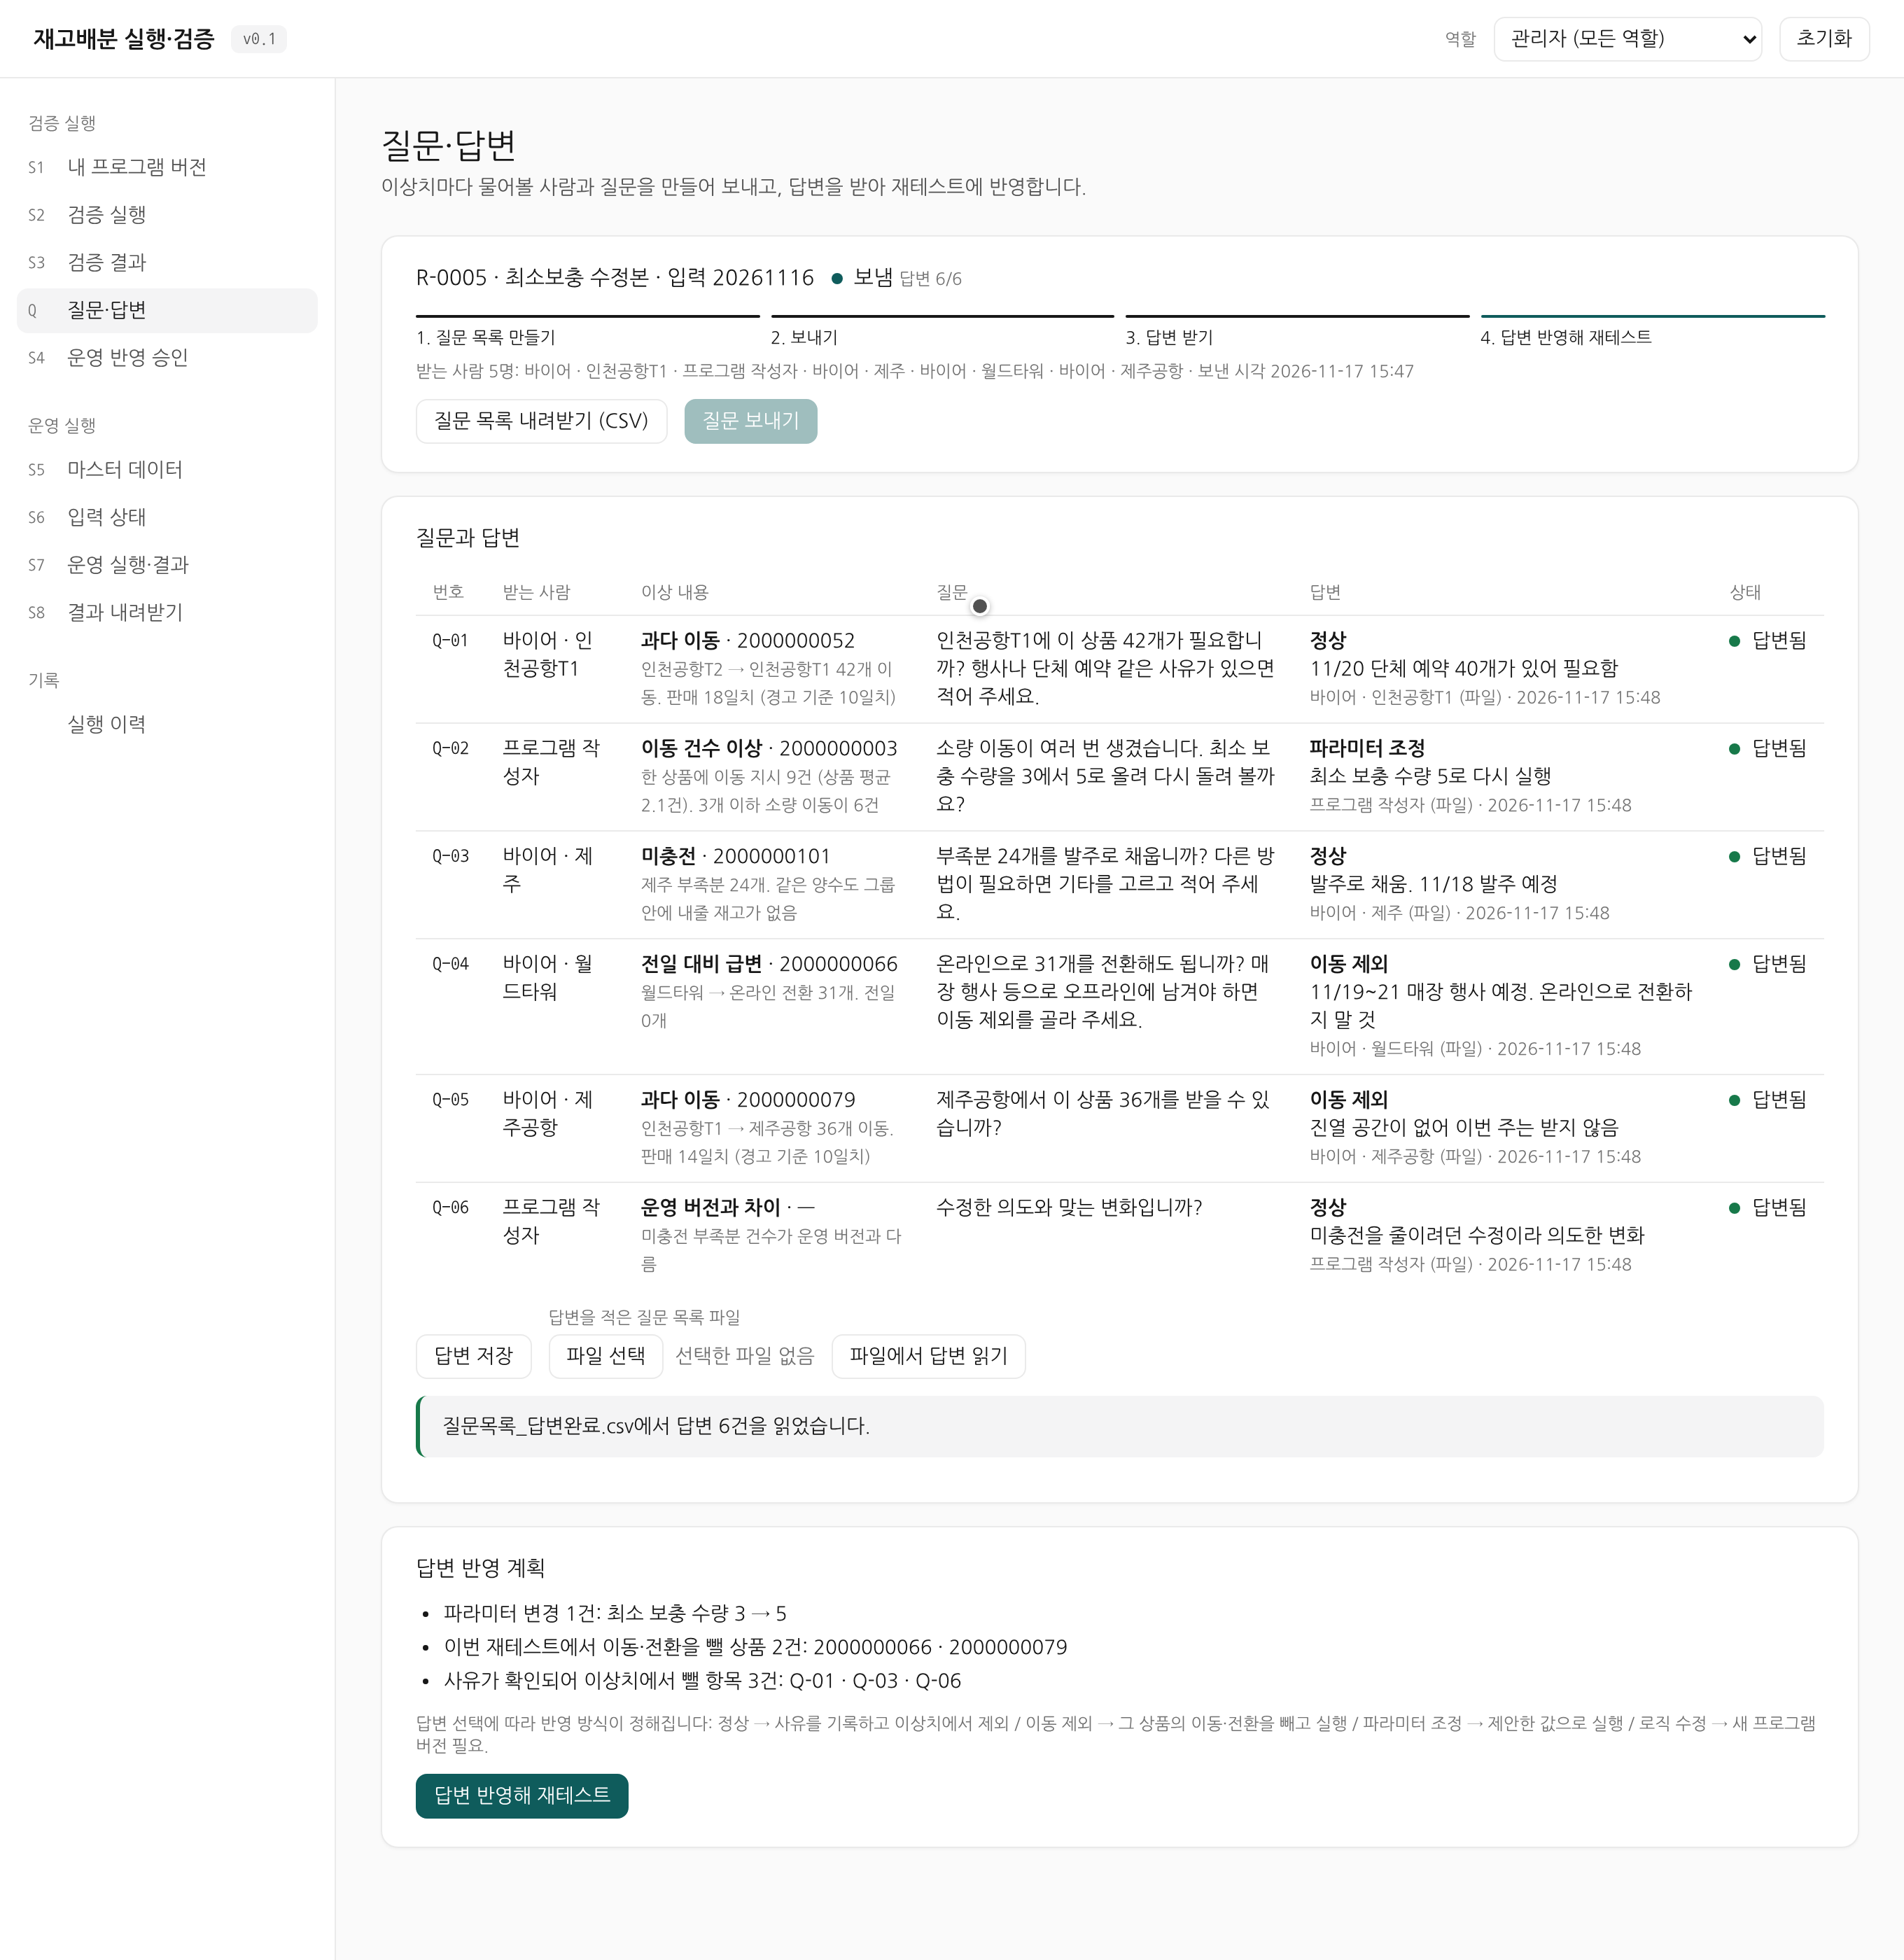 재고배분 실행·검증 v0.1 역할 관리자 (모든 역할) 초기화
검증 실행
S1 내 프로그램 버전
S2 검증 실행
S3 검증 결과
Q 질문·답변
S4 운영 반영 승인
운영 실행
S5 마스터 데이터
S6 입력 상태
S7 운영 실행·결과
S8 결과 내려받기
기록
실행 이력
질문·답변
이상치마다 물어볼 사람과 질문을 만들어 보내고, 답변을 받아 재테스트에 반영합니다.
R-0005 · 최소보충 수정본 · 입력 20261116 보냄 답변 6/6
1. 질문 목록 만들기 2. 보내기 3. 답변 받기 4. 답변 반영해 재테스트
받는 사람 5명: 바이어 · 인천공항T1 · 프로그램 작성자 · 바이어 · 제주 · 바이어 · 월드타워 · 바이어 · 제주공항 · 보낸 시각 2026-11-17 15:47
질문 목록 내려받기 (CSV) 질문 보내기
질문과 답변
번호 받는 사람 이상 내용 질문 답변 상태
Q-01
바이어 · 인
천공항T1
과다 이동 · 2000000052
인천공항T2 → 인천공항T1 42개 이
동. 판매 18일치 (경고 기준 10일치)
인천공항T1에 이 상품 42개가 필요합니
까? 행사나 단체 예약 같은 사유가 있으면
적어 주세요.
정상
11/20 단체 예약 40개가 있어 필요함
바이어 · 인천공항T1 (파일) · 2026-11-17 15:48
답변됨
Q-02
프로그램 작
성자
이동 건수 이상 · 2000000003
한 상품에 이동 지시 9건 (상품 평균
2.1건). 3개 이하 소량 이동이 6건
소량 이동이 여러 번 생겼습니다. 최소 보
충 수량을 3에서 5로 올려 다시 돌려 볼까
요?
파라미터 조정
최소 보충 수량 5로 다시 실행
프로그램 작성자 (파일) · 2026-11-17 15:48
답변됨
Q-03
바이어 · 제
주
미충전 · 2000000101
제주 부족분 24개. 같은 양수도 그룹
안에 내줄 재고가 없음
부족분 24개를 발주로 채웁니까? 다른 방
법이 필요하면 기타를 고르고 적어 주세
요.
정상
발주로 채움. 11/18 발주 예정
바이어 · 제주 (파일) · 2026-11-17 15:48
답변됨
Q-04
바이어 · 월
드타워
전일 대비 급변 · 2000000066
월드타워 → 온라인 전환 31개. 전일
0개
온라인으로 31개를 전환해도 됩니까? 매
장 행사 등으로 오프라인에 남겨야 하면
이동 제외를 골라 주세요.
이동 제외
11/19~21 매장 행사 예정. 온라인으로 전환하
지 말 것
바이어 · 월드타워 (파일) · 2026-11-17 15:48
답변됨
Q-05
바이어 · 제
주공항
과다 이동 · 2000000079
인천공항T1 → 제주공항 36개 이동.
판매 14일치 (경고 기준 10일치)
제주공항에서 이 상품 36개를 받을 수 있
습니까?
이동 제외
진열 공간이 없어 이번 주는 받지 않음
바이어 · 제주공항 (파일) · 2026-11-17 15:48
답변됨
Q-06
프로그램 작
성자
운영 버전과 차이 · —
미충전 부족분 건수가 운영 버전과 다
름
수정한 의도와 맞는 변화입니까?
정상
미충전을 줄이려던 수정이라 의도한 변화
프로그램 작성자 (파일) · 2026-11-17 15:48
답변됨
답변을 적은 질문 목록 파일
답변 저장 파일 선택 선택한 파일 없음 파일에서 답변 읽기
질문목록_답변완료.csv에서 답변 6건을 읽었습니다.
답변 반영 계획
• 파라미터 변경 1건: 최소 보충 수량 3 → 5
• 이번 재테스트에서 이동·전환을 뺄 상품 2건: 2000000066 · 2000000079
• 사유가 확인되어 이상치에서 뺄 항목 3건: Q-01 · Q-03 · Q-06
답변 선택에 따라 반영 방식이 정해집니다: 정상 → 사유를 기록하고 이상치에서 제외 / 이동 제외 → 그 상품의 이동·전환을 빼고 실행 / 파라미터 조정 → 제안한 값으로 실행 / 로직 수정 → 새 프로그램
버전 필요.
답변 반영해 재테스트